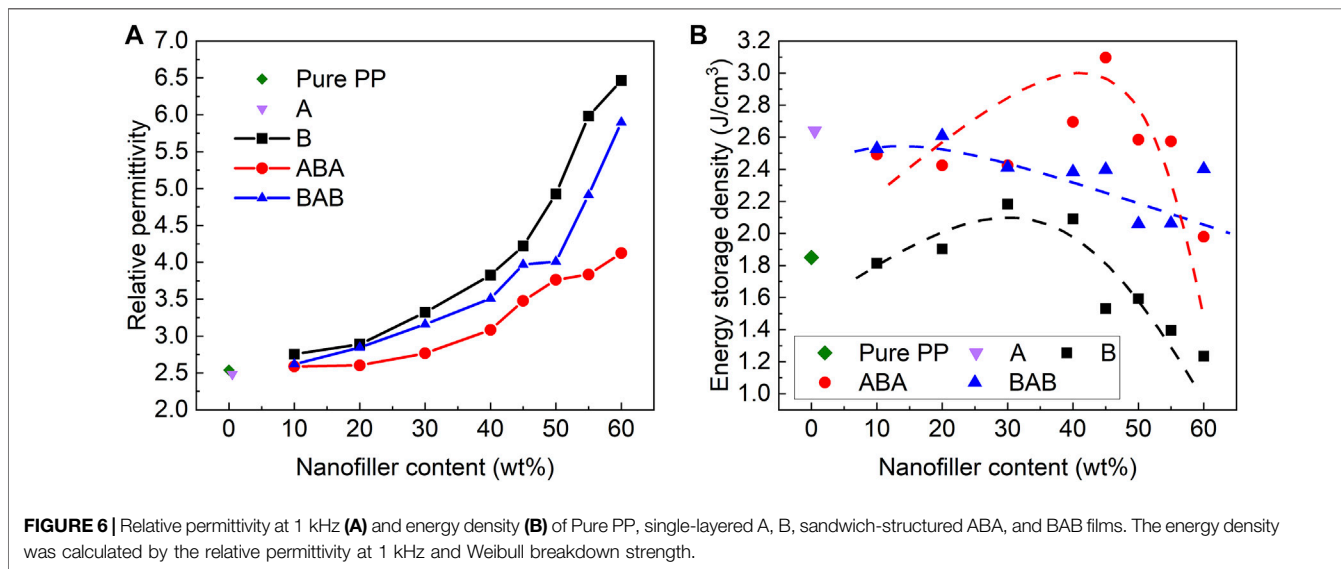 A
7.0
6.5
6.0
5.5
5.0
4.5
4.0
3.5
3.0
2.5
2.0
Relative permittivity
Pure PP
A
B
ABA
BAB
0 10 20 30 40 50 60
Nanofiller content (wt%)
B
3.2
3.0
2.8
2.6
2.4
2.2
2.0
1.8
1.6
1.4
1.2
1.0
Energy storage density (J/cm³)
Pure PP A B
ABA BAB
0 10 20 30 40 50 60
Nanofiller content (wt%)
FIGURE 6 | Relative permittivity at 1 kHz (A) and energy density (B) of Pure PP, single-layered A, B, sandwich-structured ABA, and BAB films. The energy density
was calculated by the relative permittivity at 1 kHz and Weibull breakdown strength.